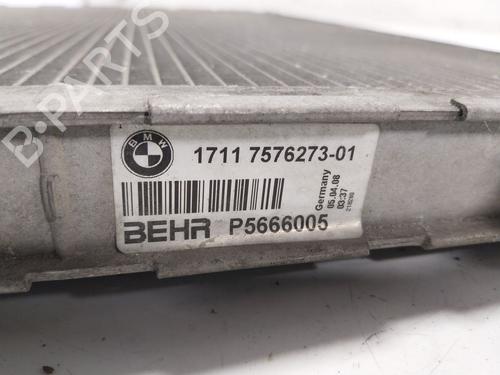 B-PARTS
BMW
1711 7576273-01
BEHR P5666005
Germany
05.04.08
03:37